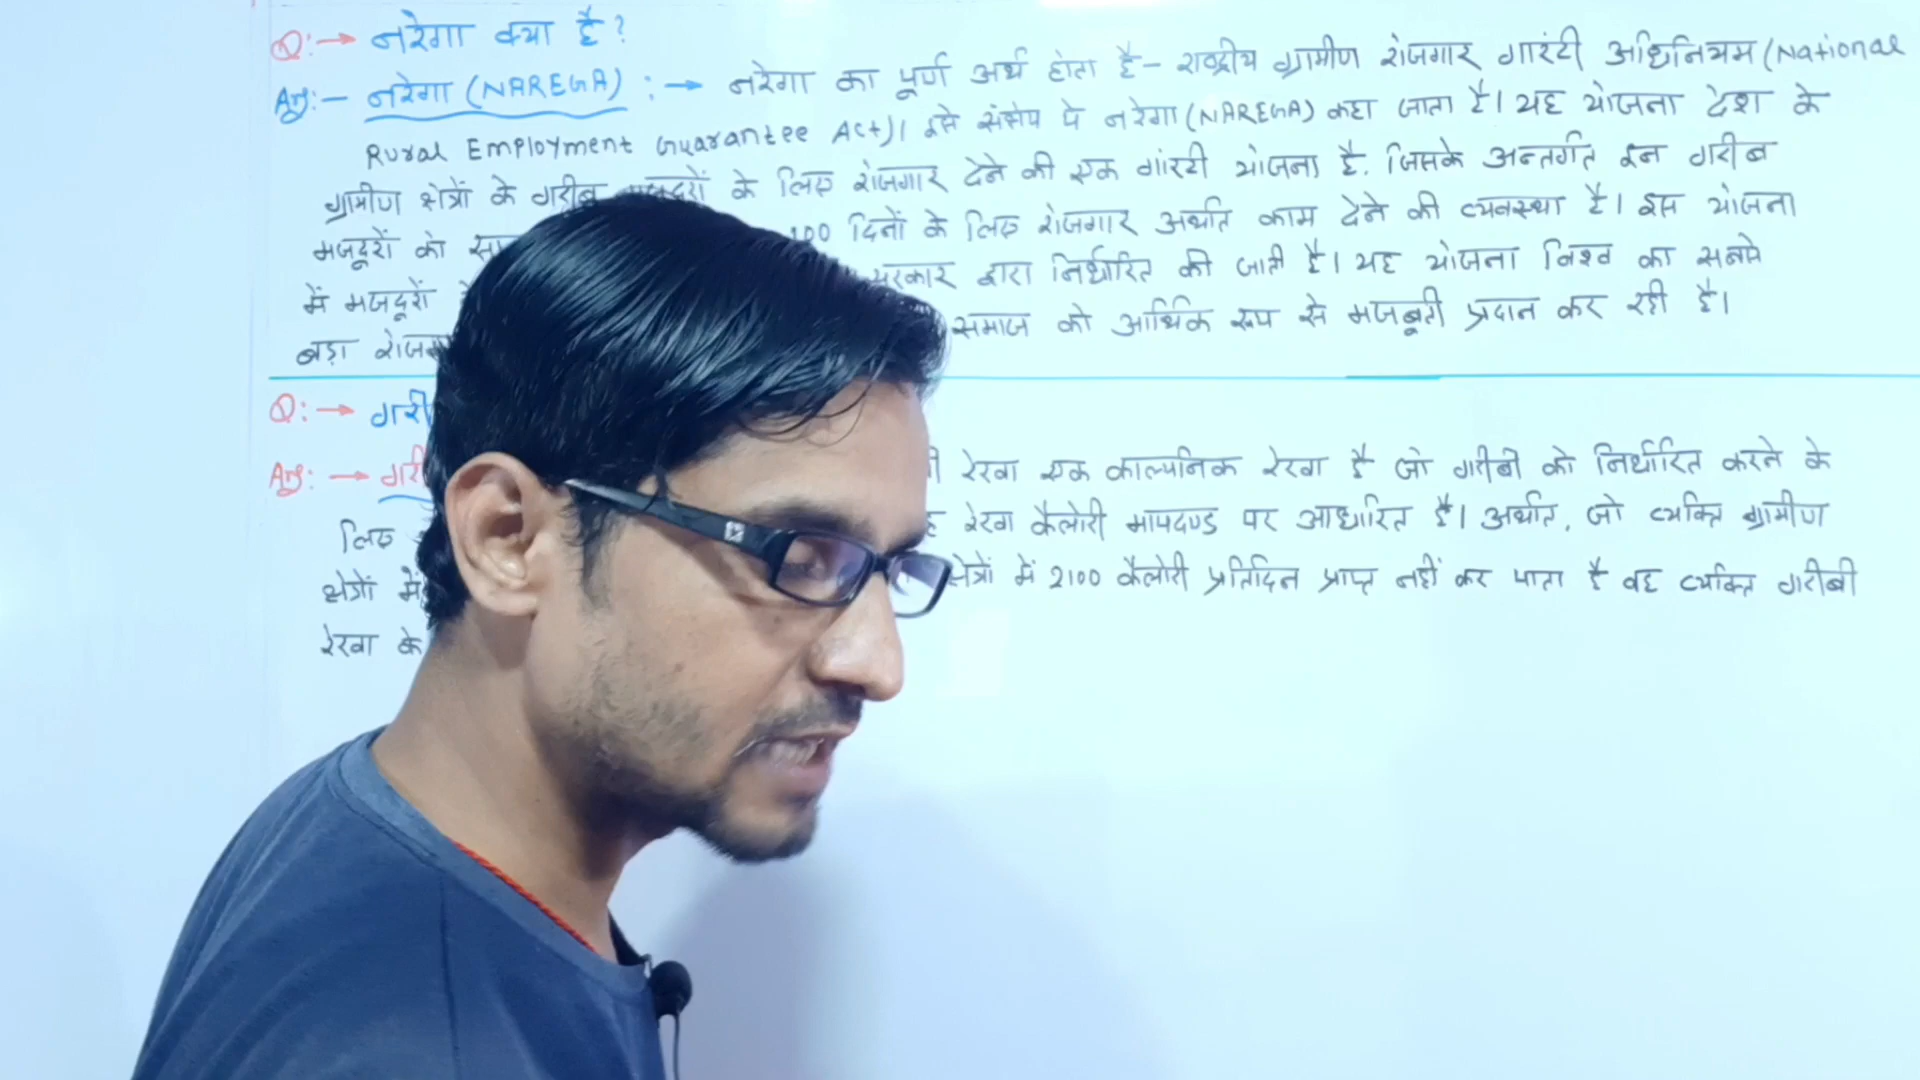 Q:→ नरेगा क्या है?
Ans:- नरेगा (NAREGA) :→ नरेगा का पूर्ण अर्थ होता है- राष्ट्रीय ग्रामीण रोजगार गारंटी अधिनियम (National
Rural Employment Guarantee Act)। इसे संक्षेप मे नरेगा (NAREGA) कहा जाता है। यह योजना देश के
ग्रामीण क्षेत्रों के गरीब मजदूरों के लिए रोजगार देने की एक गांरटी योजना है, जिसके अन्तर्गत इन गरीब
मजदूरों को 100 दिनों के लिए रोजगार अर्थात काम देने की व्यवस्था है। इस योजना
में मजदूरों सरकार द्वारा निर्धारित की जाती है। यह योजना विश्व का सबसे
बड़ा समाज को आर्थिक रूप से मजबूती प्रदान कर रही है।
Q:→
Ans:→ रेखा एक काल्पनिक रेखा है जो गरीबी को निर्धारित करने के
लिए रेखा कैलोरी मापदण्ड पर आधारित है। अर्थात, जो व्यक्ति ग्रामीण
क्षेत्रों में क्षेत्रों में 2100 कैलोरी प्रतिदिन प्राप्त नहीं कर पाता है वह व्यक्ति गरीबी
रेखा के